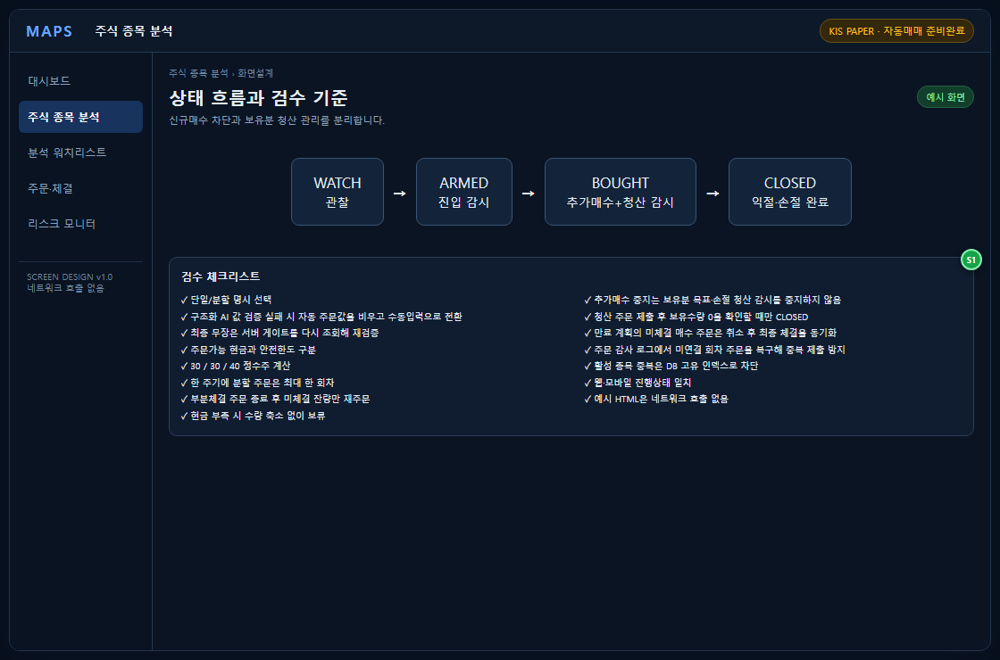 MAPS 주식 종목 분석 KIS PAPER · 자동매매 준비완료
대시보드
주식 종목 분석
분석 워치리스트
주문·체결
리스크 모니터
SCREEN DESIGN v1.0
네트워크 호출 없음
주식 종목 분석 › 화면설계
상태 흐름과 검수 기준
예시 화면
신규매수 차단과 보유분 청산 관리를 분리합니다.
WATCH → ARMED → BOUGHT → CLOSED
관찰 진입 감시 추가매수+청산 감시 익절·손절 완료
S1
검수 체크리스트
✓ 단일/분할 명시 선택
✓ 구조화 AI 값 검증 실패 시 자동 주문값을 비우고 수동입력으로 전환
✓ 최종 무장은 서버 게이트를 다시 조회해 재검증
✓ 주문가능 현금과 안전한도 구분
✓ 30 / 30 / 40 정수주 계산
✓ 한 주기에 분할 주문은 최대 한 회차
✓ 부분체결 주문 종료 후 미체결 잔량만 재주문
✓ 현금 부족 시 수량 축소 없이 보류
✓ 추가매수 중지는 보유분 목표·손절 청산 감시를 중지하지 않음
✓ 청산 주문 제출 후 보유수량 0을 확인할 때만 CLOSED
✓ 만료 계획의 미체결 매수 주문은 취소 후 최종 체결을 동기화
✓ 주문 감사 로그에서 미연결 회차 주문을 복구해 중복 제출 방지
✓ 활성 종목 중복은 DB 고유 인덱스로 차단
✓ 웹·모바일 진행상태 일치
✓ 예시 HTML은 네트워크 호출 없음